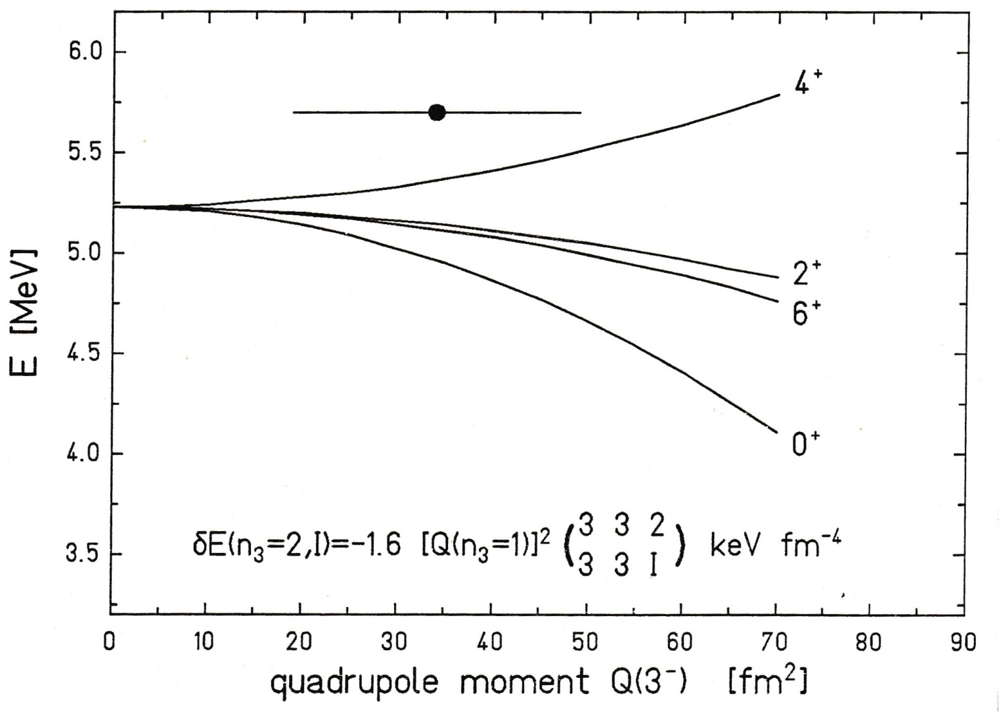 6.0
4⁺
5.5
5.0
2⁺
6⁺
4.5
4.0
0⁺
3.5
E [MeV]
δE(n₃=2,I)=-1.6 [Q(n₃=1)]² (3 3 2
3 3 I) keV fm⁻⁴
0 10 20 30 40 50 60 70 80 90
quadrupole moment Q(3⁻) [fm²]